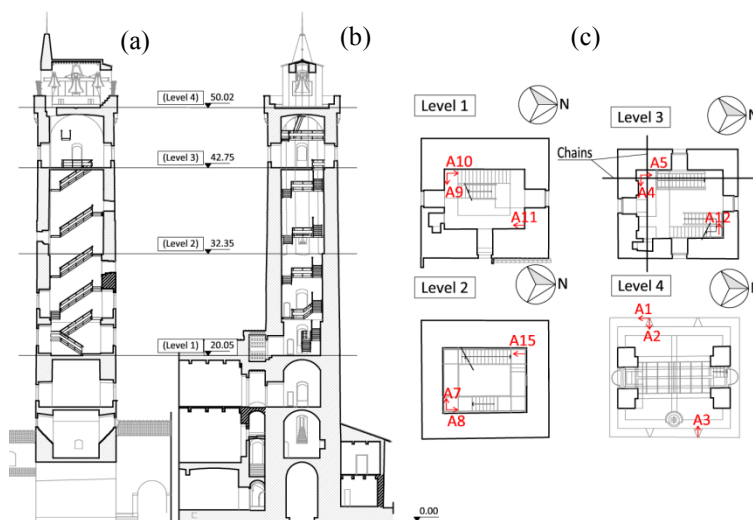 (a)
(b)
(c)
(Level 4) 50.02
(Level 3) 42.75
(Level 2) 32.35
(Level 1) 20.05
0.00
Level 1
N
A10
A9
A11
Level 3
N
Chains
A5
A4
A12
Level 2
N
A15
A7
A8
Level 4
A1
A2
A3